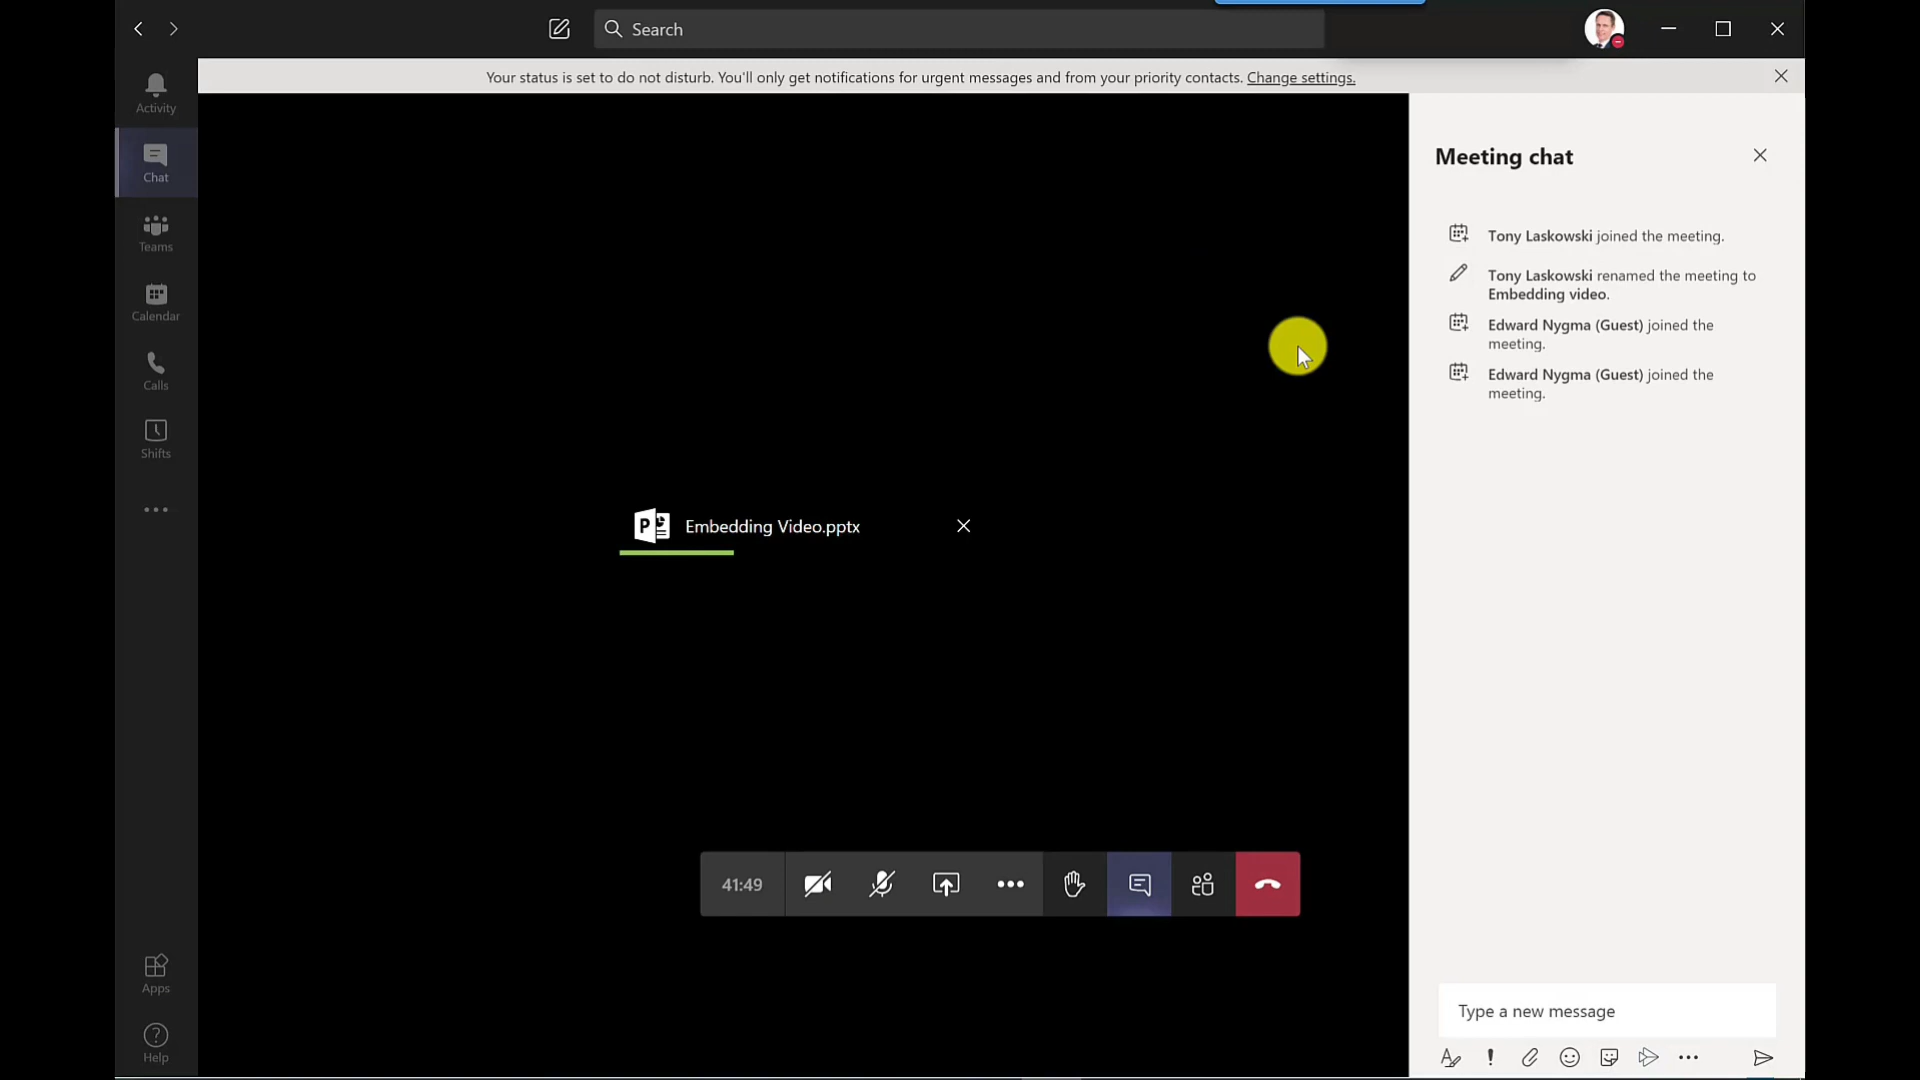 Search
Your status is set to do not disturb. You'll only get notifications for urgent messages and from your priority contacts. Change settings.
Activity
Chat
Teams
Calendar
Calls
Shifts
Apps
Help
P
Embedding Video.pptx
41:49
Meeting chat
Tony Laskowski joined the meeting.
Tony Laskowski renamed the meeting to
Embedding video.
Edward Nygma (Guest) joined the
meeting.
Edward Nygma (Guest) joined the
meeting.
Type a new message